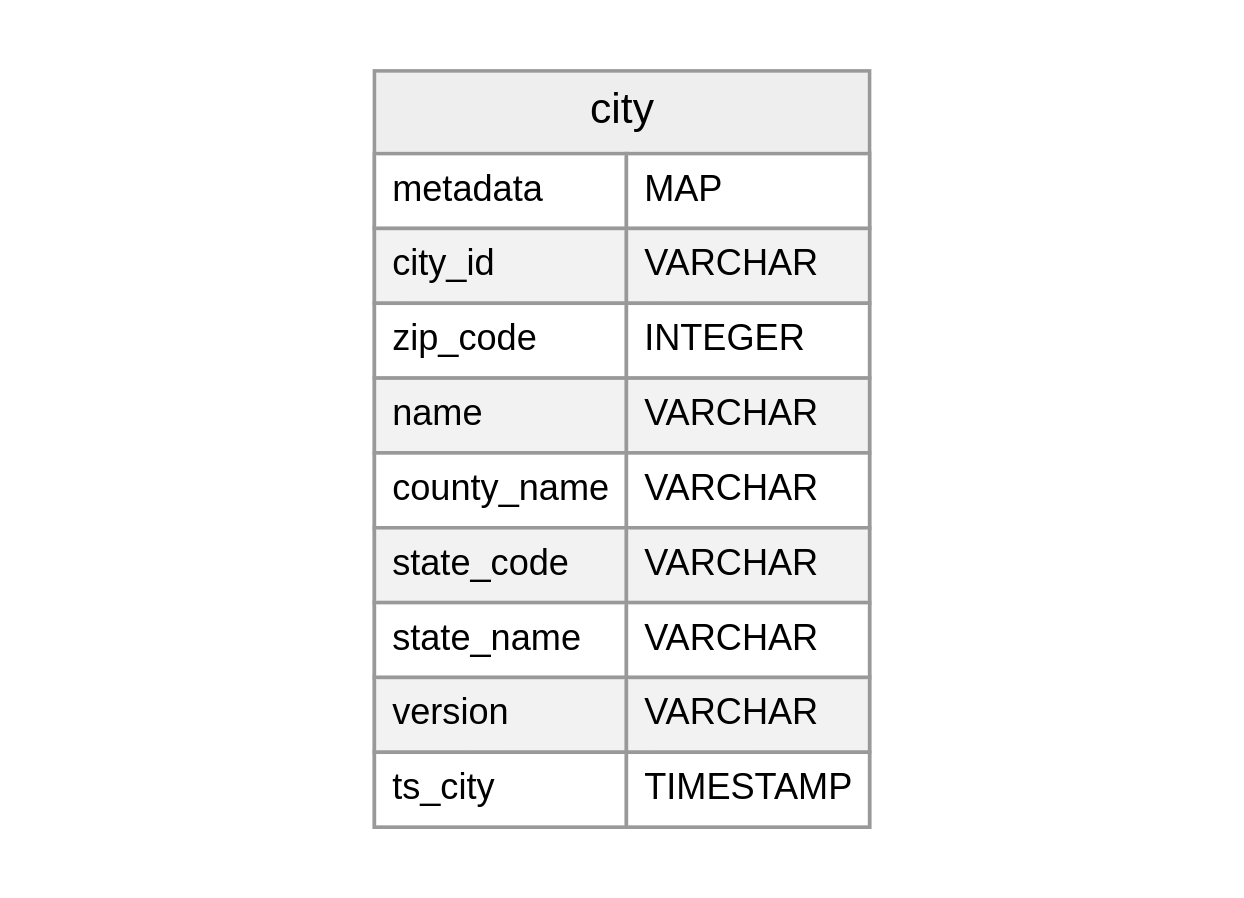 city
metadata MAP
city_id VARCHAR
zip_code INTEGER
name VARCHAR
county_name VARCHAR
state_code VARCHAR
state_name VARCHAR
version VARCHAR
ts_city TIMESTAMP